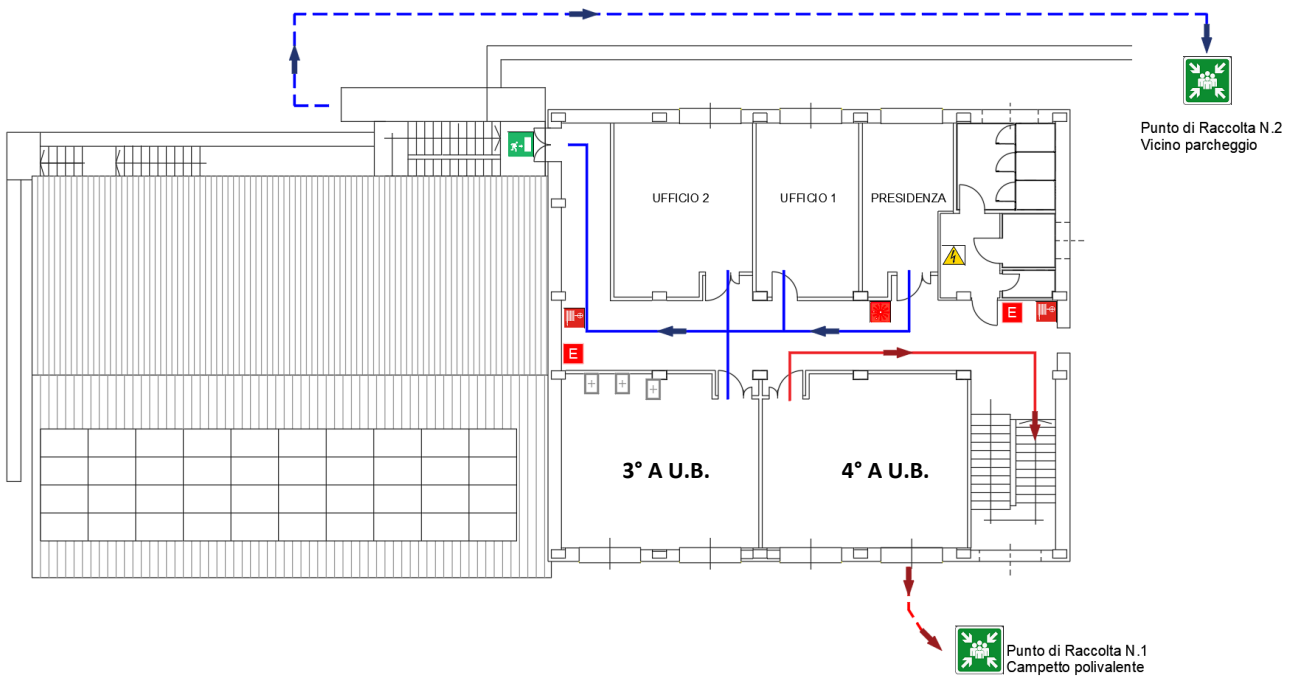 Punto di Raccolta N.2
Vicino parcheggio
UFFICIO 2
UFFICIO 1
PRESIDENZA
E
E
3° A U.B.
4° A U.B.
Punto di Raccolta N.1
Campetto polivalente